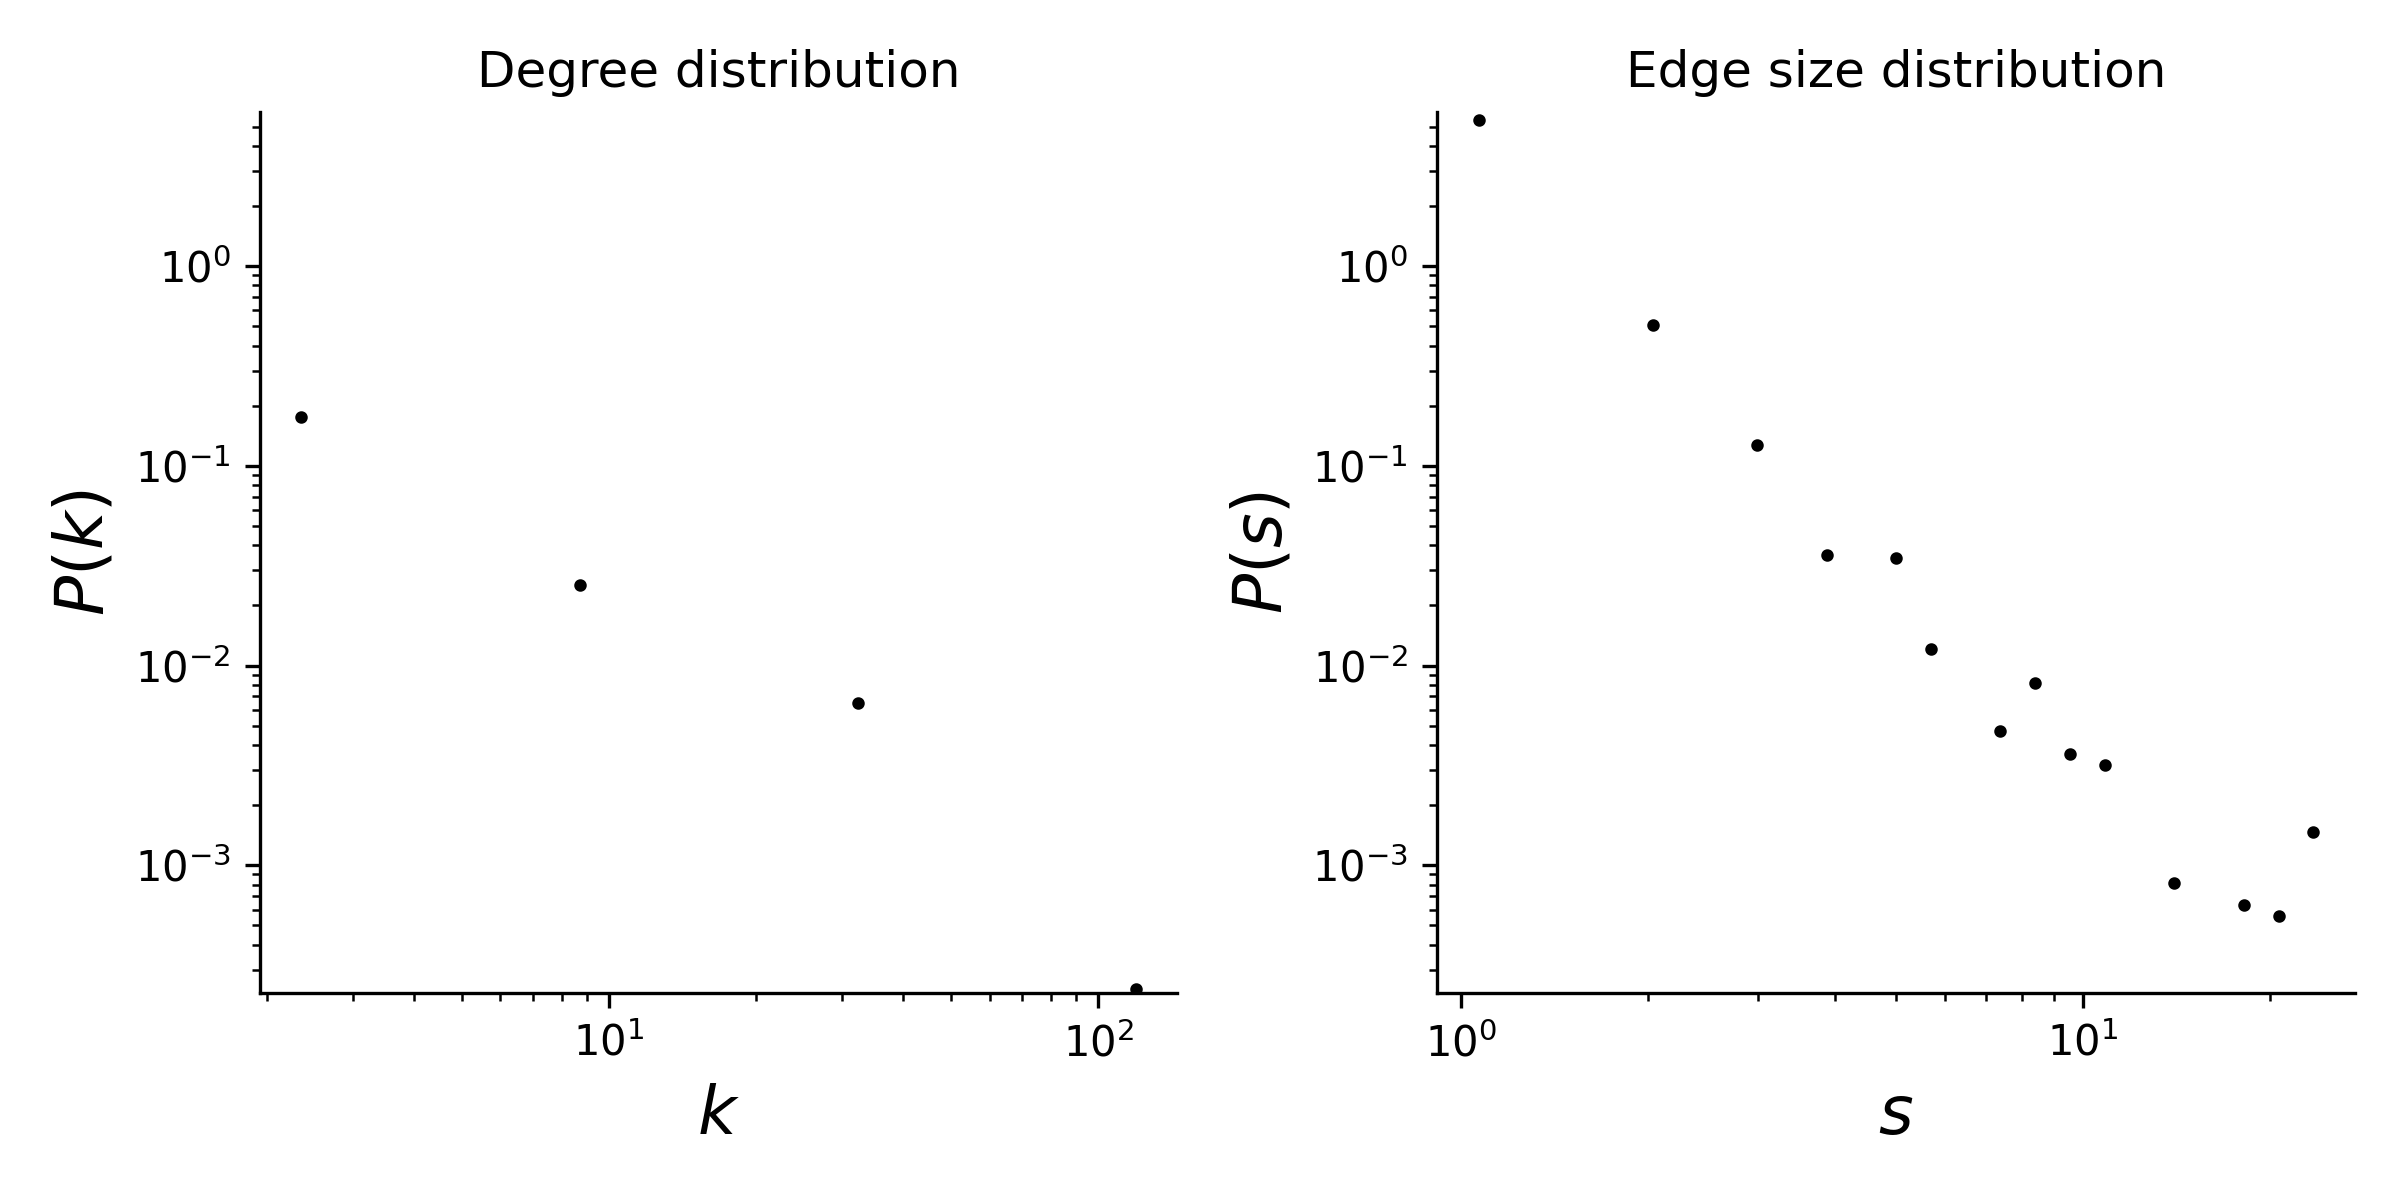 Degree distribution
P(k)
10⁰
10⁻¹
10⁻²
10⁻³
10¹
10²
k
Edge size distribution
P(s)
10⁰
10⁻¹
10⁻²
10⁻³
10⁰
10¹
s